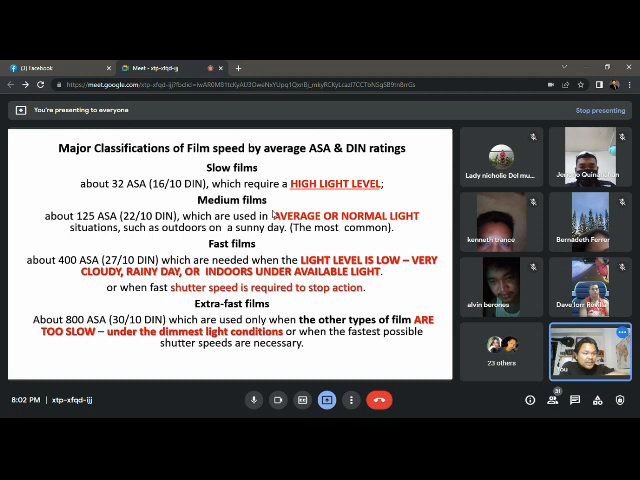 Facebook
Meet - xtp-xfqd-ijj
You're presenting to everyone
Stop presenting
Major Classifications of Film speed by average ASA & DIN ratings
Slow films
about 32 ASA (16/10 DIN), which require a HIGH LIGHT LEVEL;
Medium films
about 125 ASA (22/10 DIN), which are used in AVERAGE OR NORMAL LIGHT
situations, such as outdoors on a sunny day. (The most common).
Fast films
about 400 ASA (27/10 DIN) which are needed when the LIGHT LEVEL IS LOW – VERY
CLOUDY, RAINY DAY, OR INDOORS UNDER AVAILABLE LIGHT.
or when fast shutter speed is required to stop action.
Extra-fast films
About 800 ASA (30/10 DIN) which are used only when the other types of film ARE
TOO SLOW – under the dimmest light conditions or when the fastest possible
shutter speeds are necessary.
Lady nicholie Del mu...
kenneth trance
Bernadeth Ferrer
alvin berones
23 others
You
8:02 PM
xtp-xfqd-ijj
31